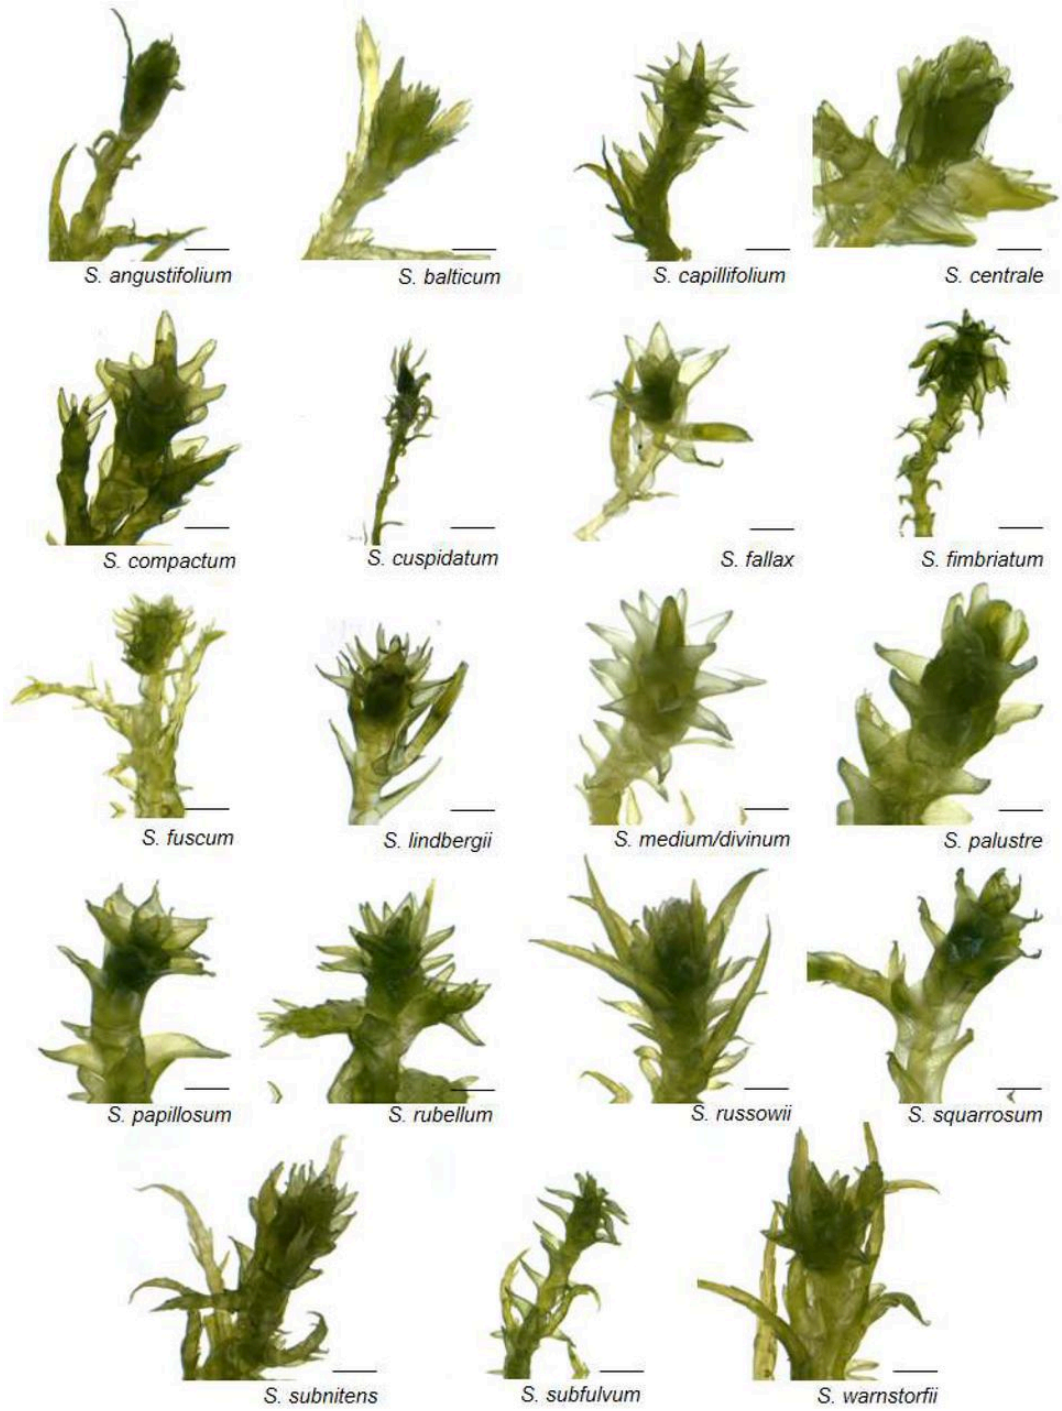 S. angustifolium
S. balticum
S. capillifolium
S. centrale
S. compactum
S. cuspidatum
S. fallax
S. fimbriatum
S. fuscum
S. lindbergii
S. medium/divinum
S. palustre
S. papillosum
S. rubellum
S. russowii
S. squarrosum
S. subnitens
S. subfulvum
S. warnstorfii